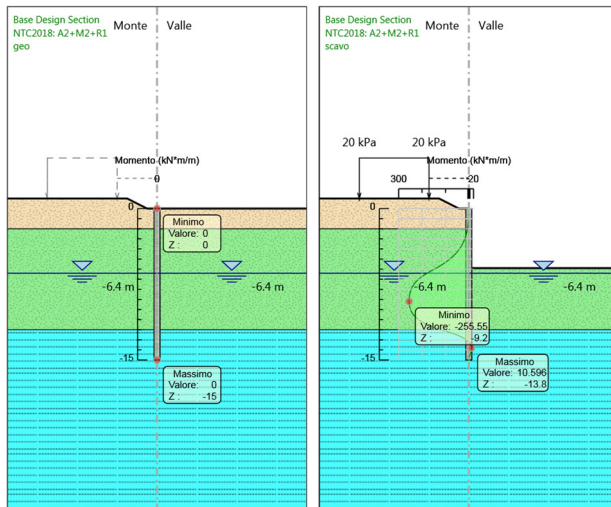 Base Design Section
NTC2018: A2+M2+R1
geo
Monte
Valle
Momento (kN*m/m)
0
0
Minimo
Valore: 0
Z : 0
-6.4 m
-6.4 m
-15
Massimo
Valore: 0
Z : -15
Base Design Section
NTC2018: A2+M2+R1
scavo
Monte
Valle
20 kPa
20 kPa
Momento (kN*m/m)
300
-20
0
-6.4 m
-6.4 m
Minimo
Valore: -255.55
Z : -9.2
-15
Massimo
Valore: 10.596
Z : -13.8